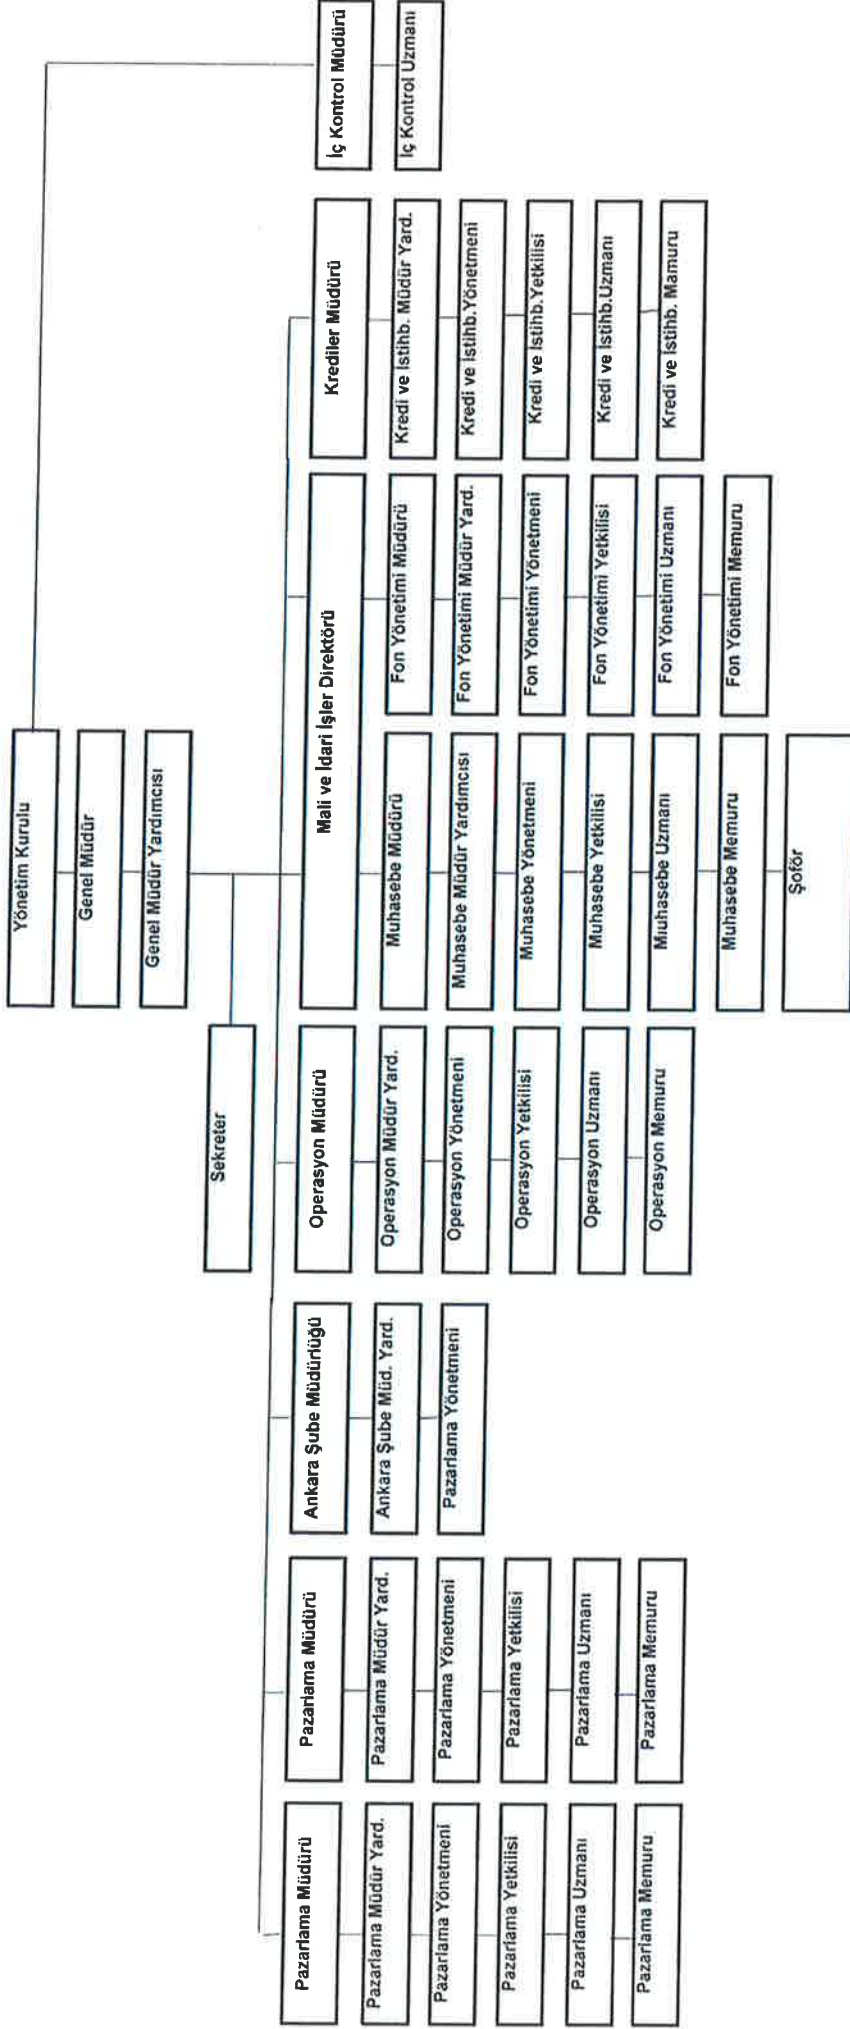 Yönetim Kurulu
Genel Müdür
Genel Müdür Yardımcısı
Sekreter
Pazarlama Müdürü
Pazarlama Müdür Yard.
Pazarlama Yönetmeni
Pazarlama Yetkilisi
Pazarlama Uzmanı
Pazarlama Memuru
Pazarlama Müdürü
Pazarlama Müdür Yard.
Pazarlama Yönetmeni
Pazarlama Yetkilisi
Pazarlama Uzmanı
Pazarlama Memuru
Ankara Şube Müdürlüğü
Ankara Şube Müd. Yard.
Pazarlama Yönetmeni
Operasyon Müdürü
Operasyon Müdür Yard.
Operasyon Yönetmeni
Operasyon Yetkilisi
Operasyon Uzmanı
Operasyon Memuru
Mali ve İdari İşler Direktörü
Muhasebe Müdürü
Muhasebe Müdür Yardımcısı
Muhasebe Yönetmeni
Muhasebe Yetkilisi
Mıuhasebe Uzmanı
Muhasebe Memuru
Şoför
Fon Yönetimi Müdürü
Fon Yönetimi Müdür Yard.
Fon Yönetimi Yönetmeni
Fon Yönetimi Yetkilisi
Fon Yönetimi Uzmanı
Fon Yönetimi Memuru
Krediler Müdürü
Kredi ve İstihb. Müdür Yard.
Kredi ve İstihb.Yönetmeni
Kredi ve İstihb.Yetkilisi
Kredi ve İstihb.Uzmanı
Kredi ve İstihb. Mamuru
İç Kontrol Müdürü
İç Kontrol Uzmanı